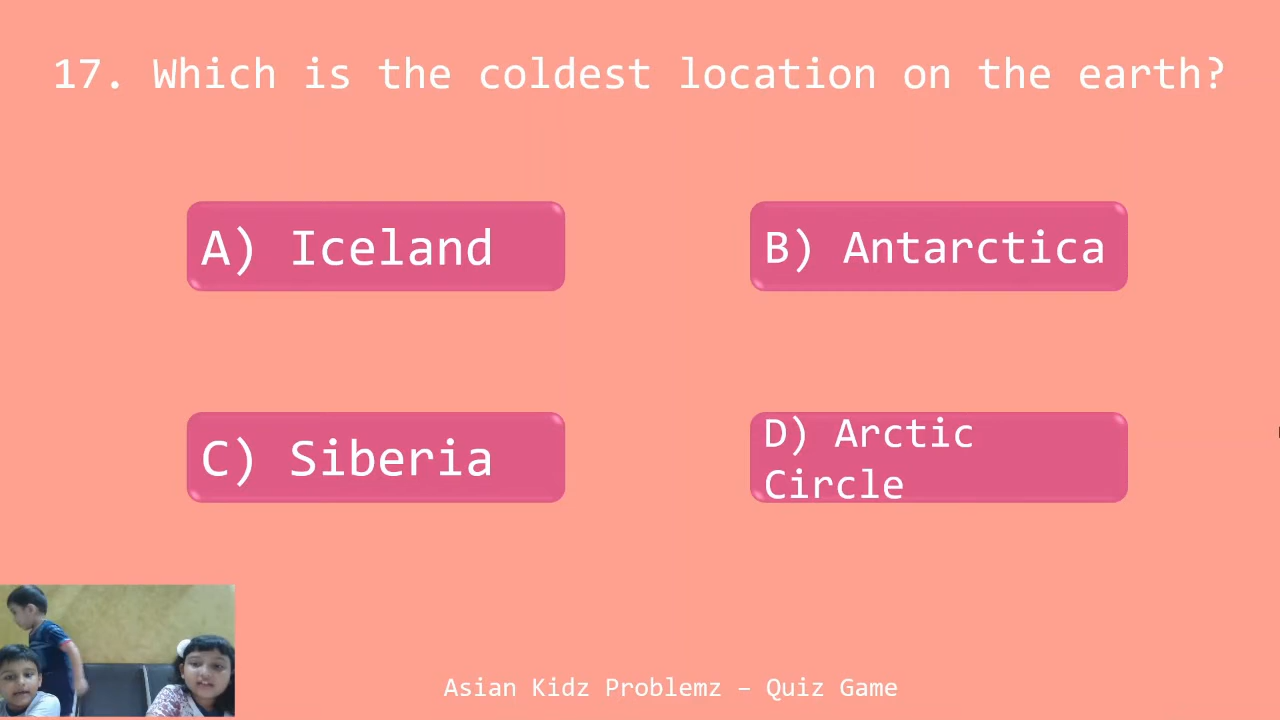 17. Which is the coldest location on the earth?
A) Iceland
B) Antarctica
C) Siberia
D) Arctic
Circle
Asian Kidz Problemz – Quiz Game